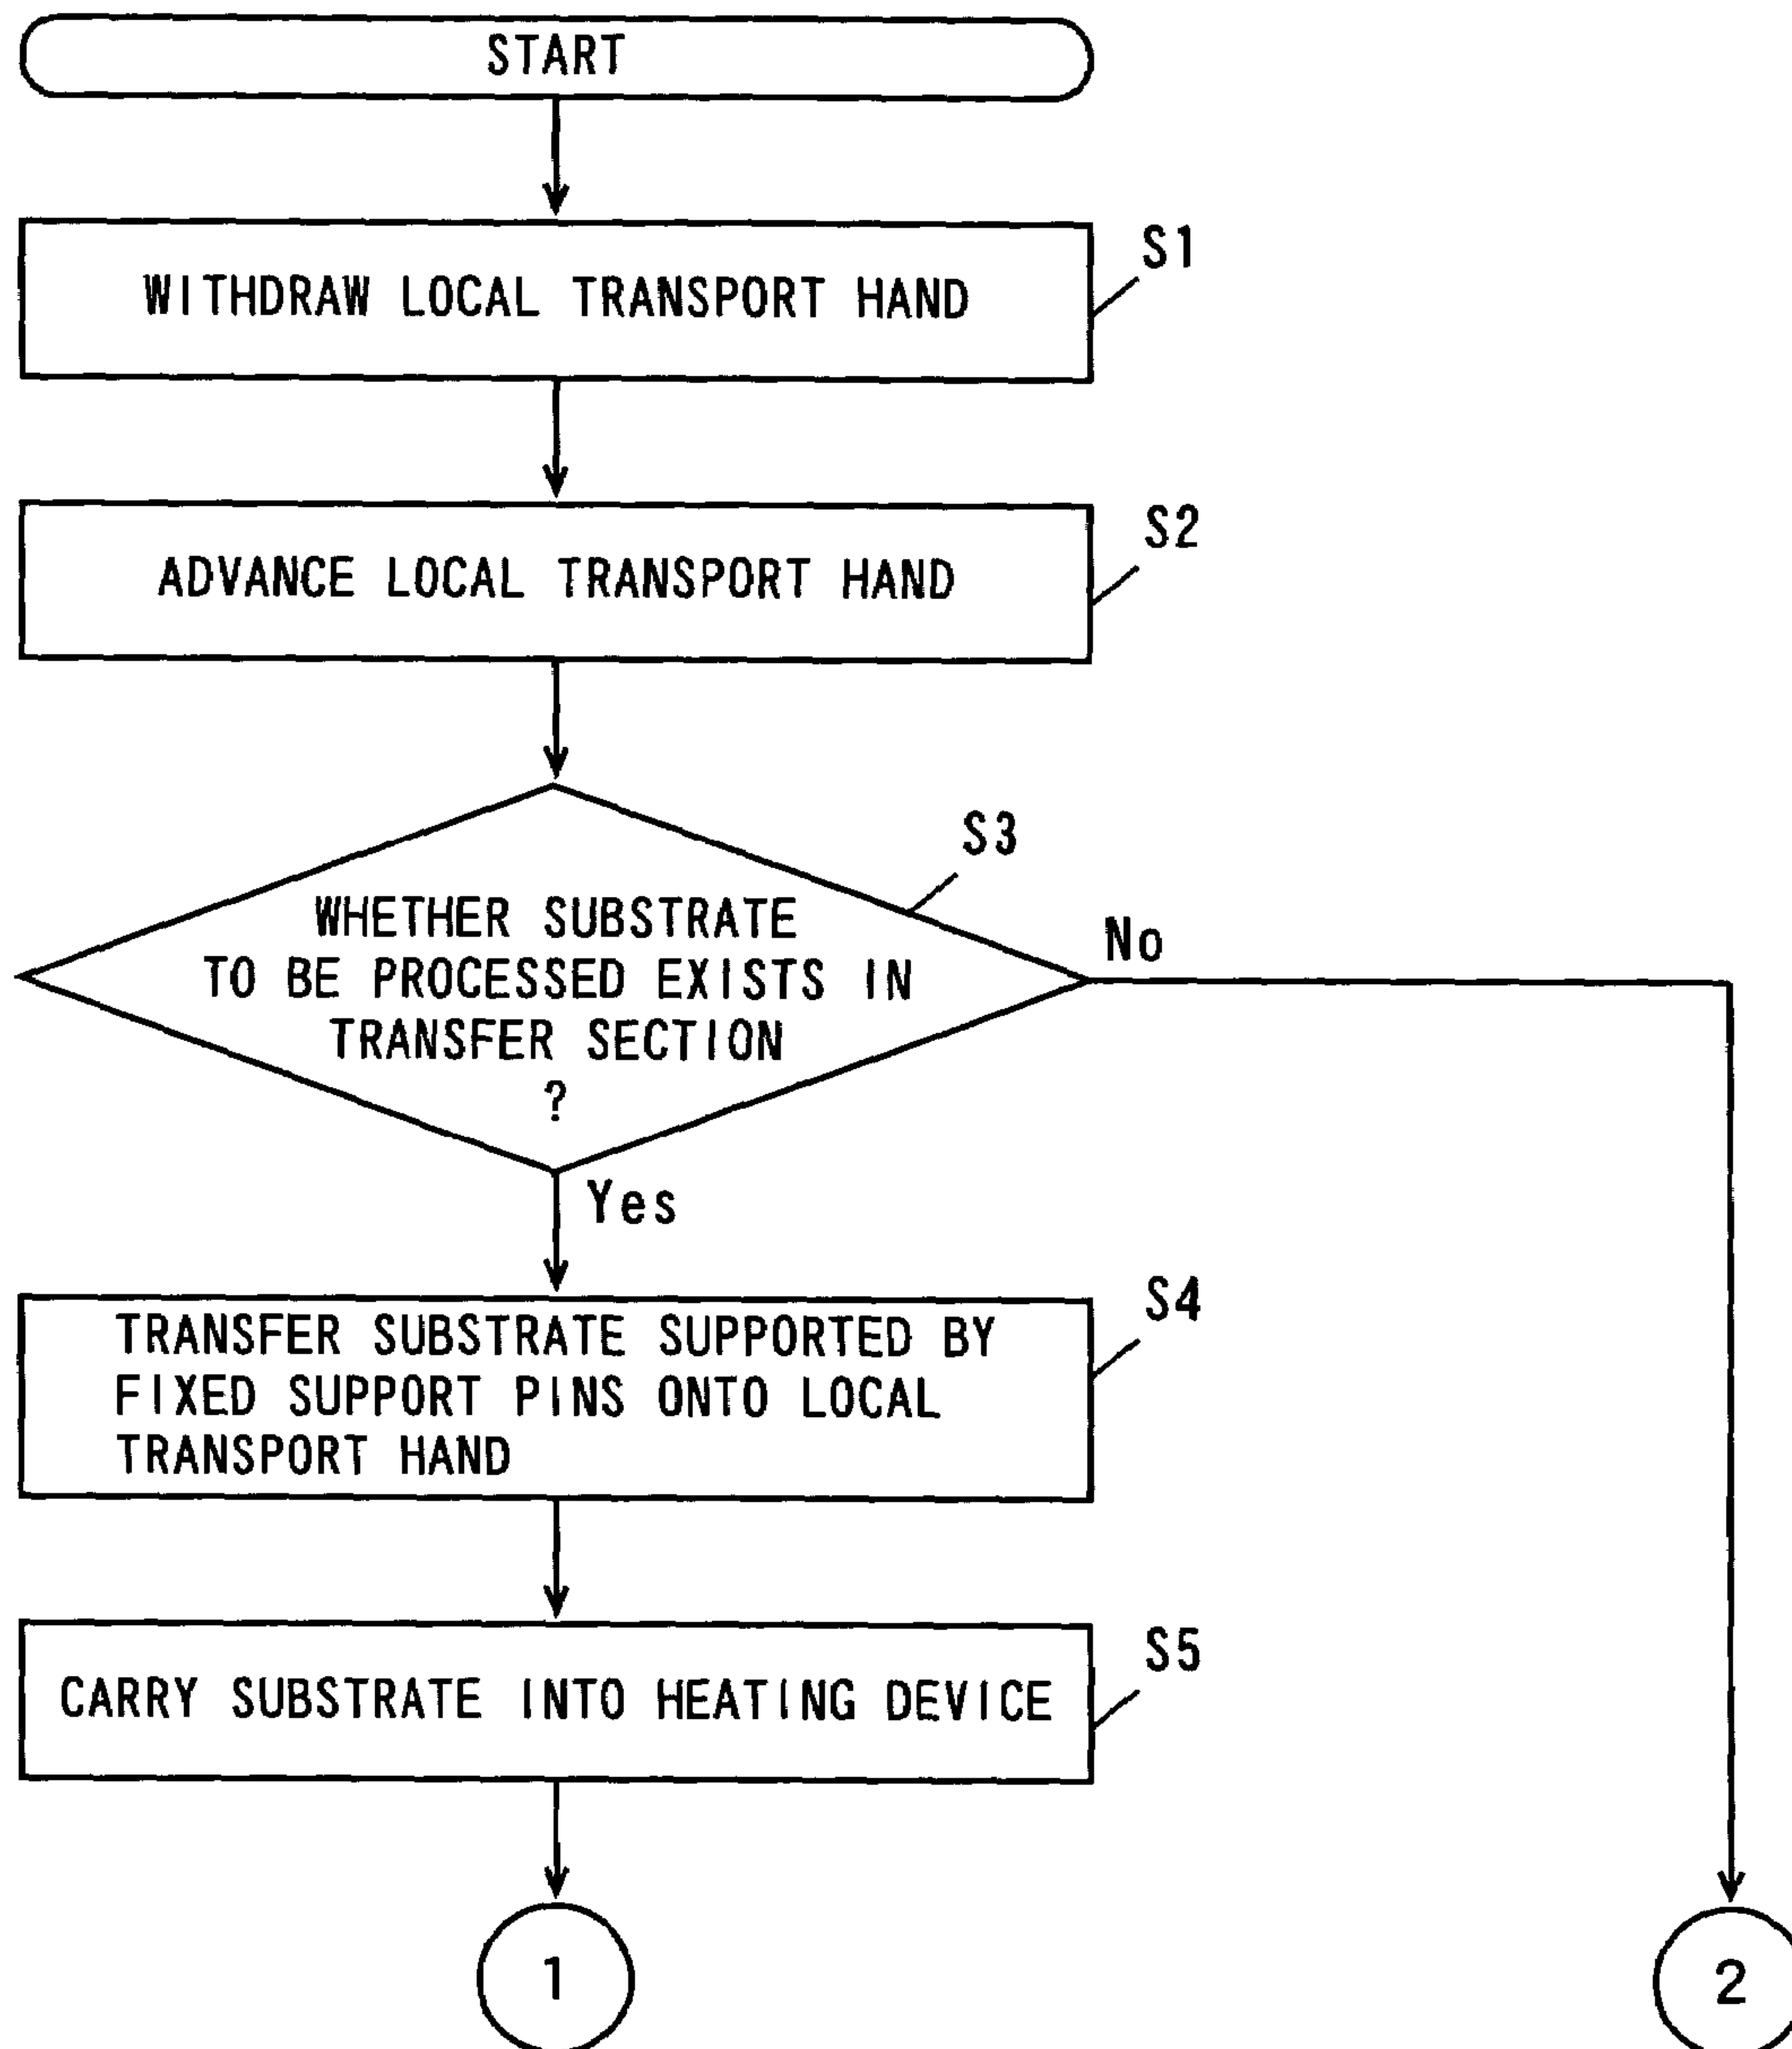 START
S1
WITHDRAW LOCAL TRANSPORT HAND
S2
ADVANCE LOCAL TRANSPORT HAND
S3
WHETHER SUBSTRATE
TO BE PROCESSED EXISTS IN
TRANSFER SECTION
?
No
Yes
S4
TRANSFER SUBSTRATE SUPPORTED BY
FIXED SUPPORT PINS ONTO LOCAL
TRANSPORT HAND
S5
CARRY SUBSTRATE INTO HEATING DEVICE
1
2